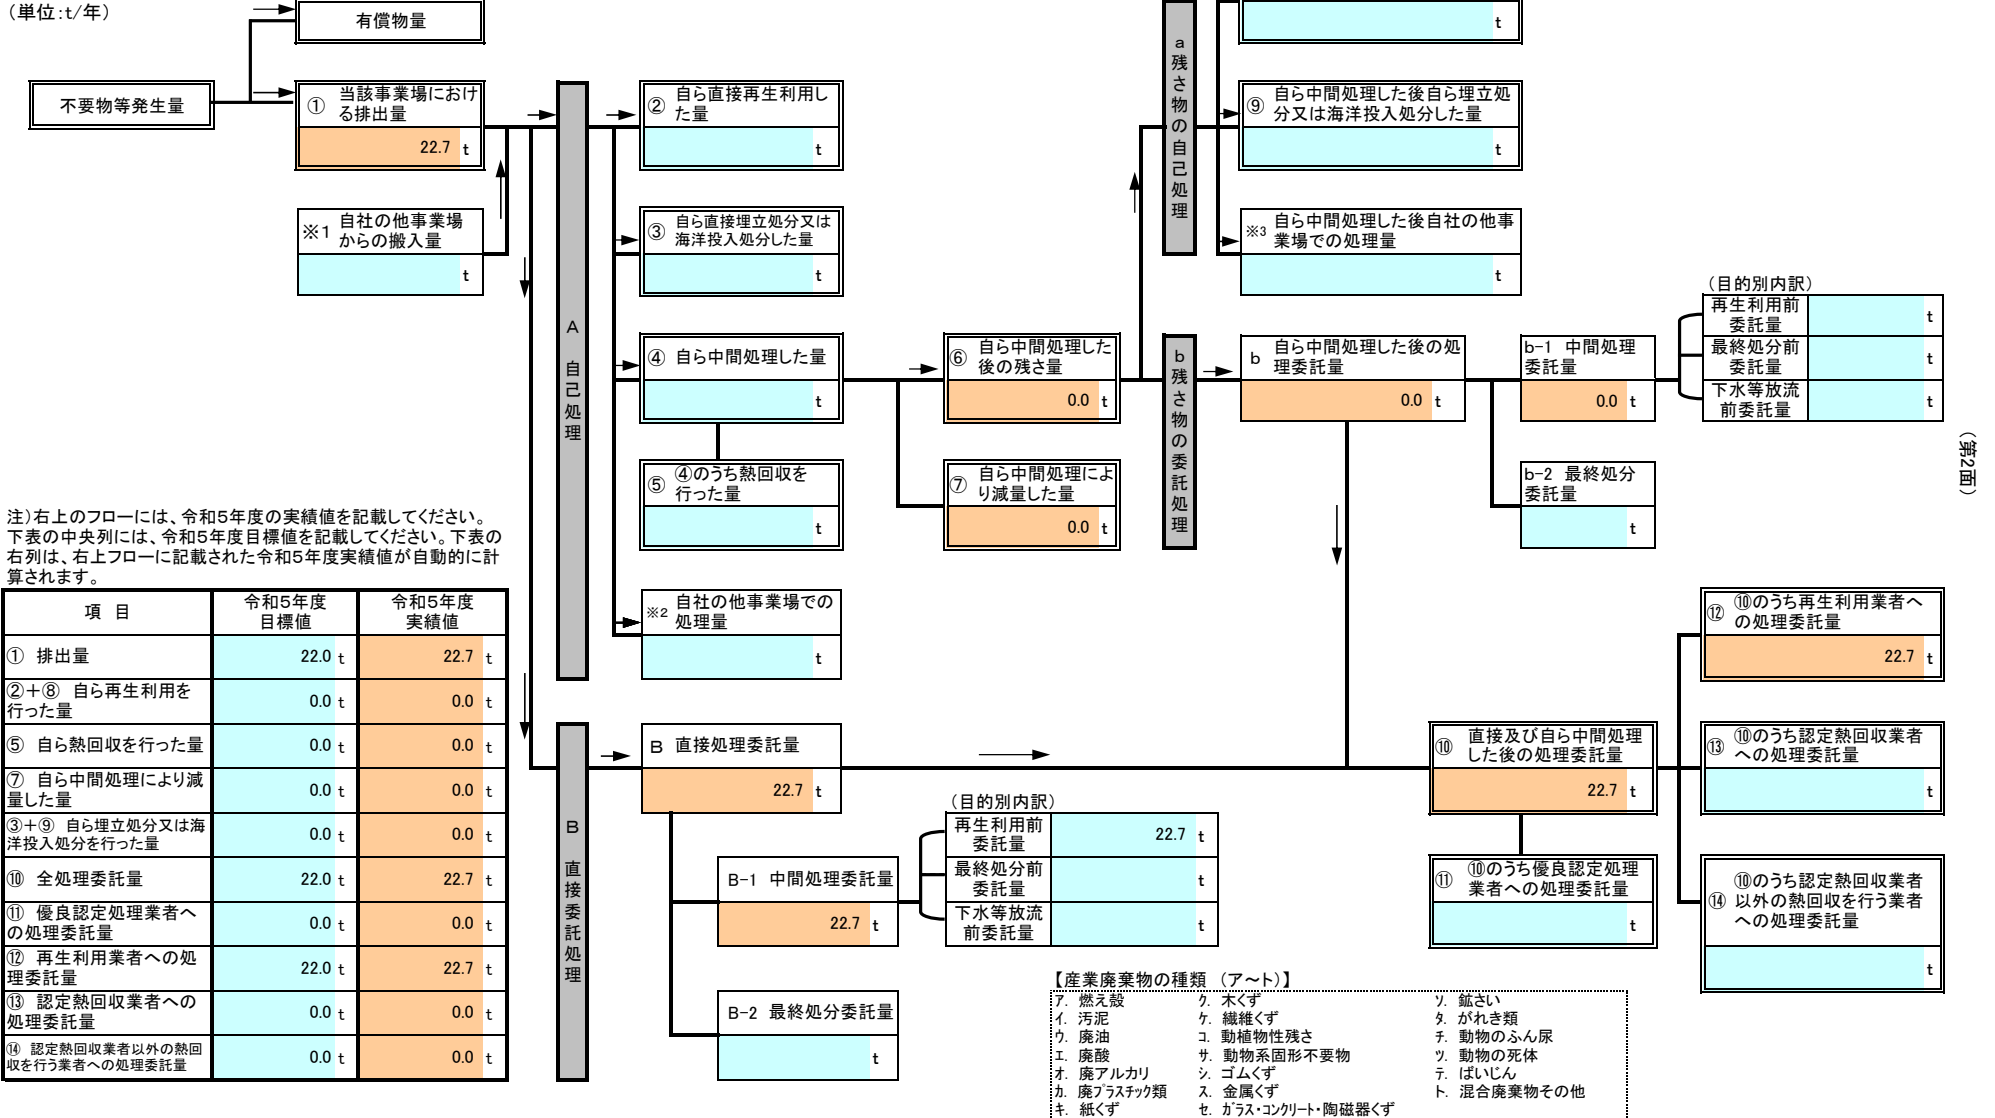 （単位:t/年）
有償物量
t
不要物等発生量
① 当該事業場におけ
る排出量
22.7 t
※1 自社の他事業場
からの搬入量
t
A 自己処理
② 自ら直接再生利用し
た量
t
③ 自ら直接埋立処分又は
海洋投入処分した量
t
④ 自ら中間処理した量
t
⑤ ④のうち熱回収を
行った量
t
※2 自社の他事業場での
処理量
t
⑥ 自ら中間処理した
後の残さ量
0.0 t
⑦ 自ら中間処理によ
り減量した量
0.0 t
a残さ物の自己処理
⑨ 自ら中間処理した後自ら埋立処
分又は海洋投入処分した量
t
※3 自ら中間処理した後自社の他事
業場での処理量
t
b残さ物の委託処理
b 自ら中間処理した後の処
理委託量
0.0 t
b-1 中間処理
委託量
0.0 t
b-2 最終処分
委託量
t
（目的別内訳）
再生利用前
委託量
t
最終処分前
委託量
t
下水等放流
前委託量
t
（第2面）
注）右上のフローには、令和5年度の実績値を記載してください。
下表の中央列には、令和5年度目標値を記載してください。下表の
右列は、右上フローに記載された令和5年度実績値が自動的に計
算されます。
項 目
令和5年度
目標値
令和5年度
実績値
① 排出量 22.0 t 22.7 t
②＋⑧ 自ら再生利用を
行った量
0.0 t 0.0 t
⑤ 自ら熱回収を行った量 0.0 t 0.0 t
⑦ 自ら中間処理により減
量した量
0.0 t 0.0 t
③＋⑨ 自ら埋立処分又は海
洋投入処分を行った量
0.0 t 0.0 t
⑩ 全処理委託量 22.0 t 22.7 t
⑪ 優良認定処理業者へ
の処理委託量
0.0 t 0.0 t
⑫ 再生利用業者への処
理委託量
22.0 t 22.7 t
⑬ 認定熱回収業者への
処理委託量
0.0 t 0.0 t
⑭ 認定熱回収業者以外の熱回
収を行う業者への処理委託量
0.0 t 0.0 t
B 直接委託処理
B 直接処理委託量
22.7 t
B-1 中間処理委託量
22.7 t
B-2 最終処分委託量
t
（目的別内訳）
再生利用前
委託量
22.7 t
最終処分前
委託量
t
下水等放流
前委託量
t
⑩ 直接及び自ら中間処理
した後の処理委託量
22.7 t
⑪ ⑩のうち優良認定処理
業者への処理委託量
t
⑫ ⑩のうち再生利用業者へ
の処理委託量
22.7 t
⑬ ⑩のうち認定熱回収業者
への処理委託量
t
⑩のうち認定熱回収業者
⑭ 以外の熱回収を行う業者
への処理委託量
t
【産業廃棄物の種類 （ア～ト）】
ア. 燃え殻 ク. 木くず ソ. 鉱さい
イ. 汚泥 ケ. 繊維くず タ. がれき類
ウ. 廃油 コ. 動植物性残さ チ. 動物のふん尿
エ. 廃酸 サ. 動物系固形不要物 ツ. 動物の死体
オ. 廃アルカリ シ. ゴムくず テ. ばいじん
カ. 廃プラスチック類 ス. 金属くず ト. 混合廃棄物その他
キ. 紙くず セ. ガラス・コンクリート・陶磁器くず